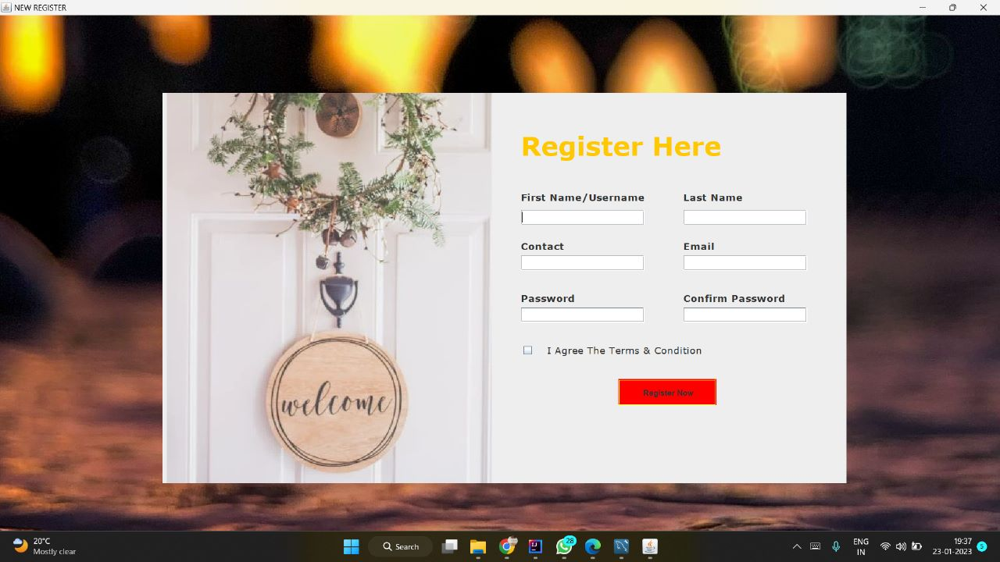 NEW REGISTER
Register Here
First Name/Username
Last Name
Contact
Email
Password
Confirm Password
I Agree The Terms & Condition
Register Now
welcome
20°C
Mostly clear
Search
28
ENG
IN
19:37
23-01-2023
5